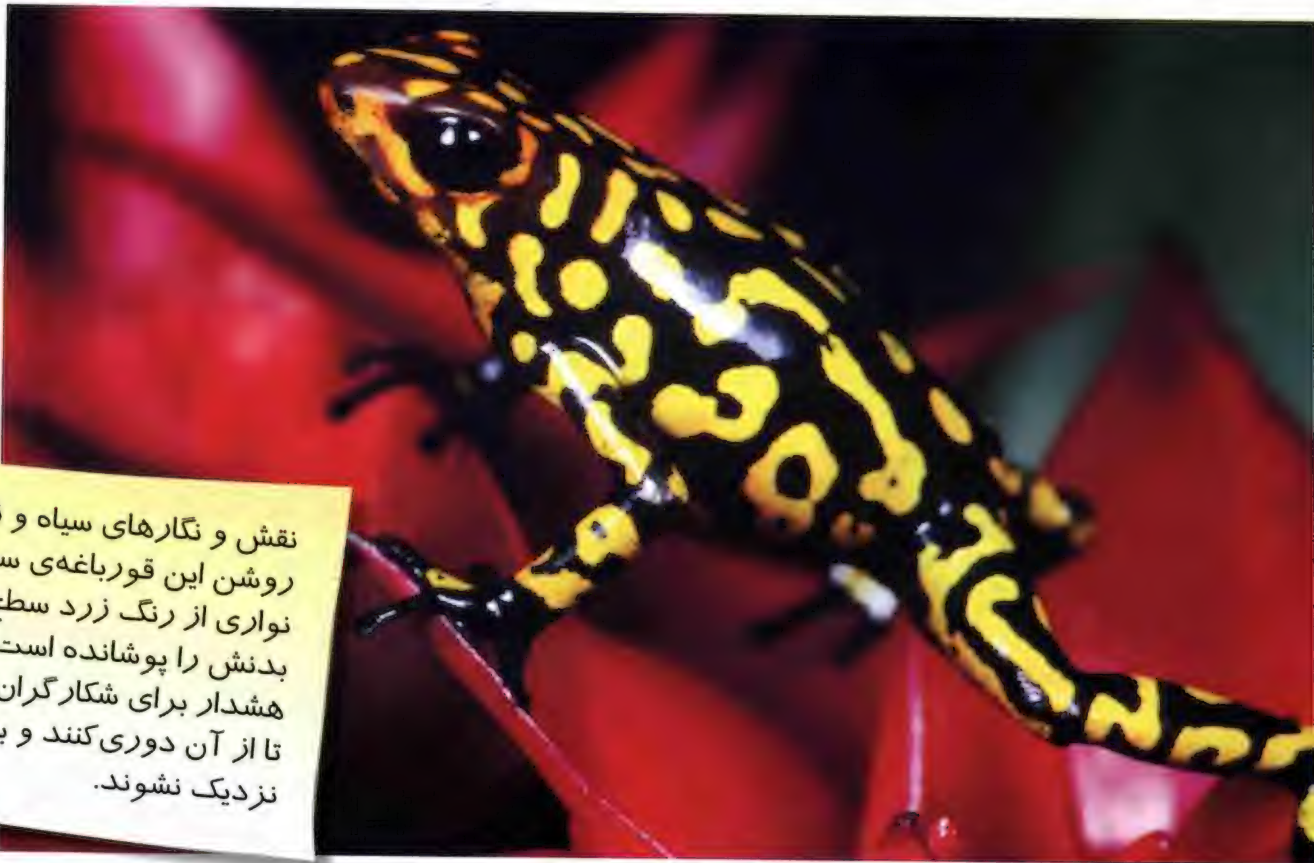 نقش و نگارهای سیاه و
روشن این قورباغه‌ی
نواری از رنگ زرد سطح
بدنش را پوشانده است
هشدار برای شکارگران
تا از آن دوری کنند و
نزدیک نشوند.